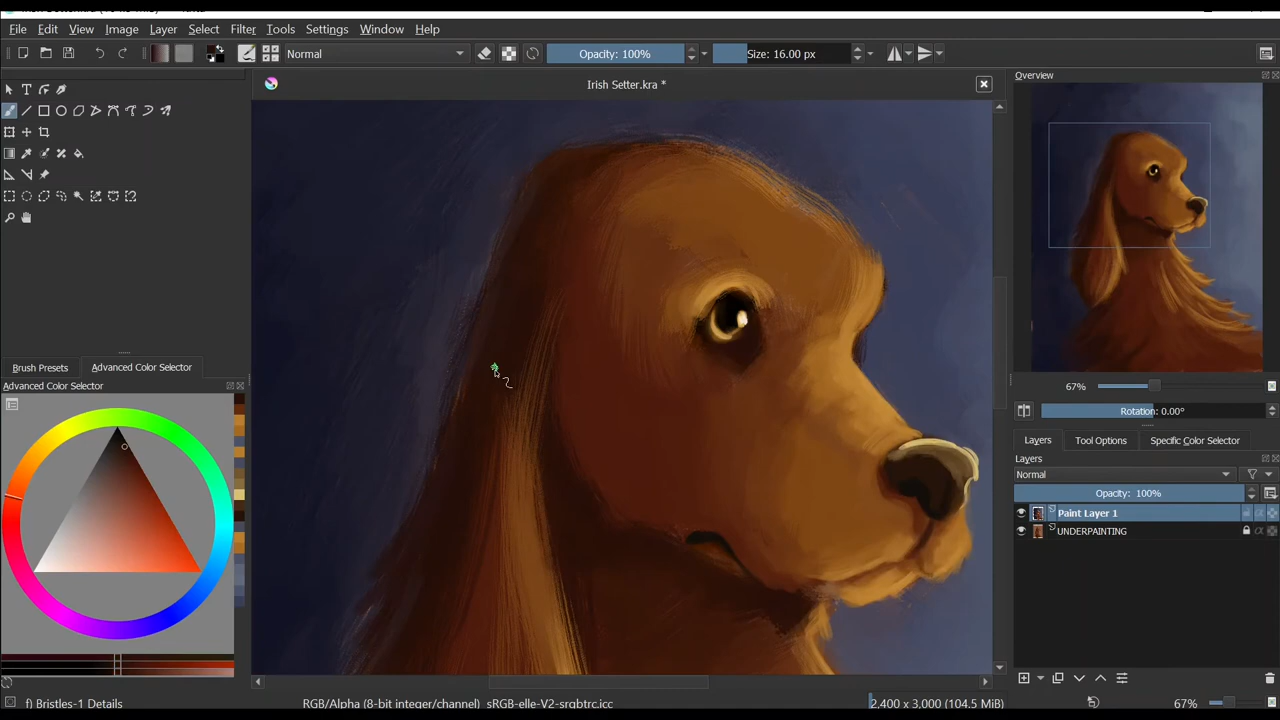 File Edit View Image Layer Select Filter Tools Settings Window Help
Normal Opacity: 100% Size: 16.00 px
Irish Setter.kra *
Overview
67%
Rotation: 0.00°
Brush Presets Advanced Color Selector
Advanced Color Selector
Layers Tool Options Specific Color Selector
Layers
Normal
Opacity: 100%
Paint Layer 1
UNDERPAINTING
f) Bristles-1 Details RGB/Alpha (8-bit integer/channel) sRGB-elle-V2-srgbtrc.icc 2,400 x 3,000 (104.5 MiB) 67%